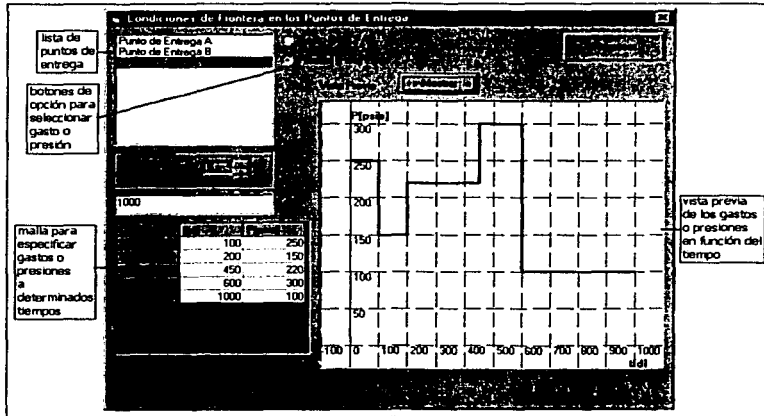 Condiciones de Frontera en los Puntos de Entrega
lista de
puntos de
entrega
Punto de Entrega A
Punto de Entrega B
botones de
opción para
seleccionar
gasto o
presión
1000
malla para
especificar
gastos o
presiones
a
determinados
tiempos
100 250
200 150
450 220
600 300
1000 100
P[psia]
300
250
200
150
100
50
-100 0 100 200 300 400 500 600 700 800 900 1000
t[d]
vista previa
de los gastos
o presiones
en función del
tiempo